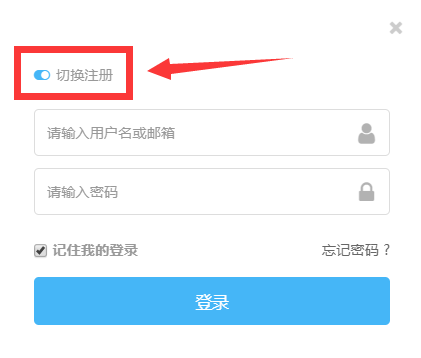 切换注册
请输入用户名或邮箱
请输入密码
记住我的登录
忘记密码？
登录